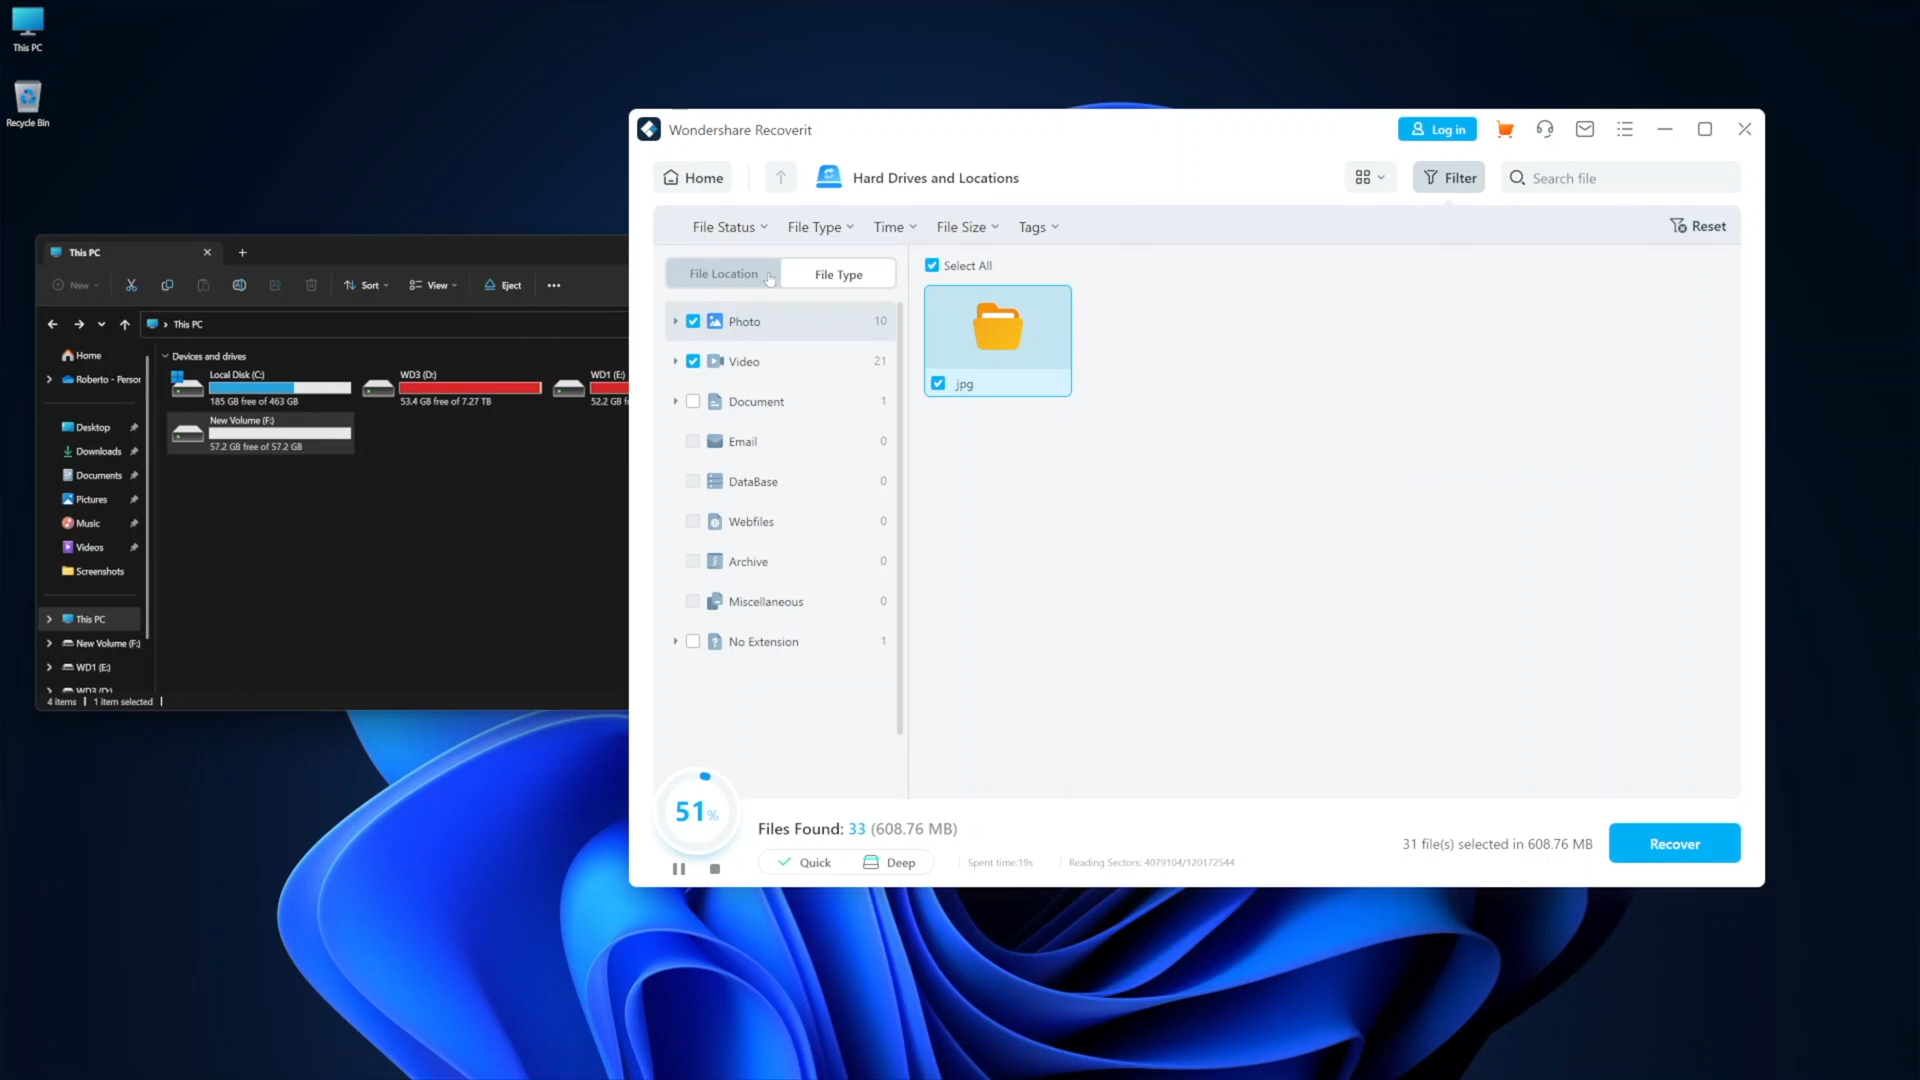 This PC
Recycle Bin
This PC
New
Sort
View
Eject
This PC
Home
Roberto - Persor
Desktop
Downloads
Documents
Pictures
Music
Videos
Screenshots
This PC
New Volume (F:)
WD1 (E:)
WD3 (D:)
4 items
1 item selected
Devices and drives
Local Disk (C:)
185 GB free of 463 GB
WD3 (D:)
53.4 GB free of 7.27 TB
WD1 (E:)
52.2 GB fr
New Volume (F:)
57.2 GB free of 57.2 GB
Wondershare Recoverit
Log in
Home
Hard Drives and Locations
Filter
Search file
File Status
File Type
Time
File Size
Tags
Reset
File Location
File Type
Photo 10
Video 21
Document 1
Email 0
DataBase 0
Webfiles 0
Archive 0
Miscellaneous 0
No Extension 1
Select All
jpg
51%
Files Found: 33 (608.76 MB)
Quick
Deep
Spent time:19s
Reading Sectors: 4079104/120172544
31 file(s) selected in 608.76 MB
Recover